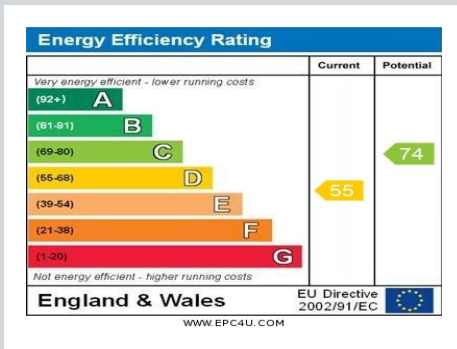 Energy Efficiency Rating
Current Potential
Very energy efficient - lower running costs
(92+) A
(81-91) B
(69-80) C 74
(55-68) D 55
(39-54) E
(21-38) F
(1-20) G
Not energy efficient - higher running costs
England & Wales
EU Directive
2002/91/EC
WWW.EPC4U.COM